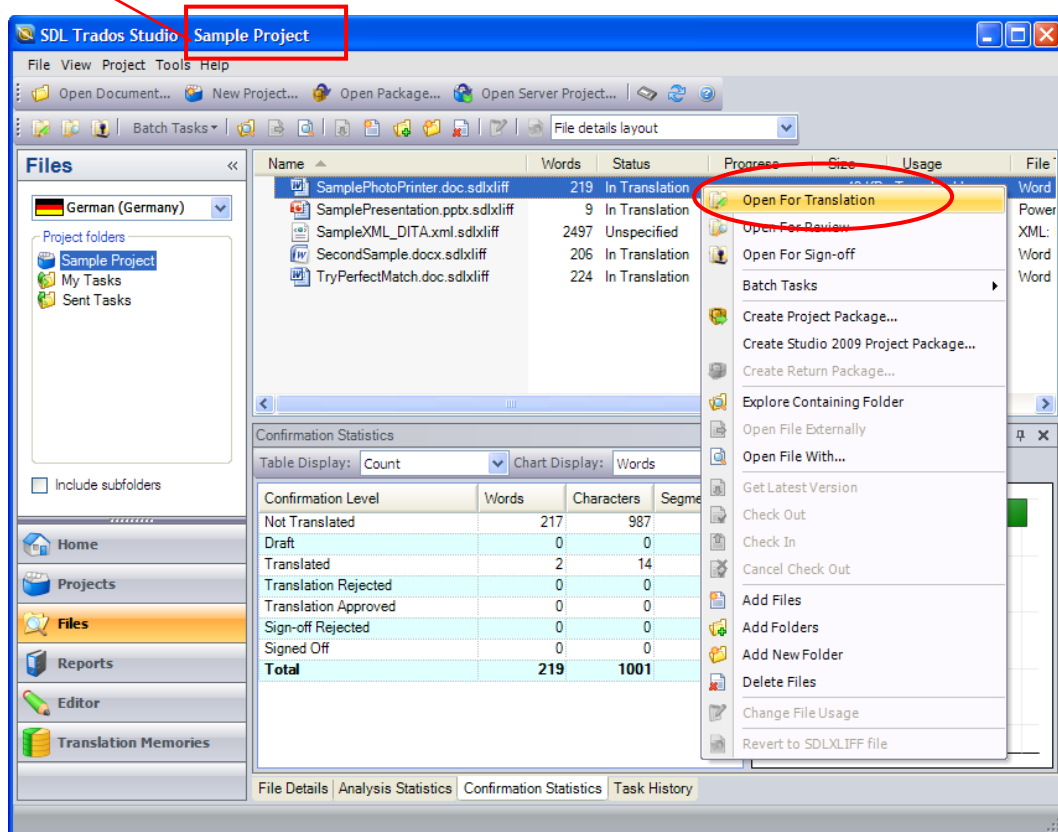 SDL Trados Studio - Sample Project
File View Project Tools Help
Open Document... New Project... Open Package... Open Server Project...
Batch Tasks File details layout
Files «
German (Germany)
Project folders
Sample Project
My Tasks
Sent Tasks
Include subfolders
Home
Projects
Files
Reports
Editor
Translation Memories
Name Words Status Progress Size Usage File
SamplePhotoPrinter.doc.sdlxliff 219 In Translation Word
SamplePresentation.pptx.sdlxliff 9 In Translation Power
SampleXML_DITA.xml.sdlxliff 2497 Unspecified XML:
SecondSample.docx.sdlxliff 206 In Translation Word
TryPerfectMatch.doc.sdlxliff 224 In Translation Word
Confirmation Statistics
Table Display: Count Chart Display: Words
Confirmation Level Words Characters Segme
Not Translated 217 987
Draft 0 0
Translated 2 14
Translation Rejected 0 0
Translation Approved 0 0
Sign-off Rejected 0 0
Signed Off 0 0
Total 219 1001
File Details Analysis Statistics Confirmation Statistics Task History
Open For Translation
Open For Review
Open For Sign-off
Batch Tasks
Create Project Package...
Create Studio 2009 Project Package...
Create Return Package...
Explore Containing Folder
Open File Externally
Open File With...
Get Latest Version
Check Out
Check In
Cancel Check Out
Add Files
Add Folders
Add New Folder
Delete Files
Change File Usage
Revert to SDLXLIFF file